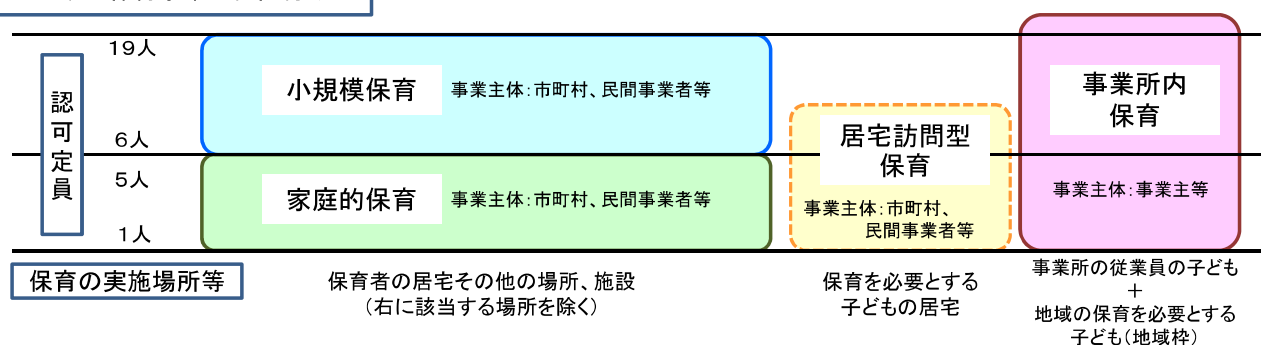 19人
6人
5人
1人
認可定員
小規模保育
事業主体:市町村、民間事業者等
家庭的保育
事業主体:市町村、民間事業者等
居宅訪問型
保育
事業主体:市町村、
民間事業者等
事業所内
保育
事業主体:事業主等
保育の実施場所等
保育者の居宅その他の場所、施設
(右に該当する場所を除く)
保育を必要とする
子どもの居宅
事業所の従業員の子ども
+
地域の保育を必要とする
子ども(地域枠)